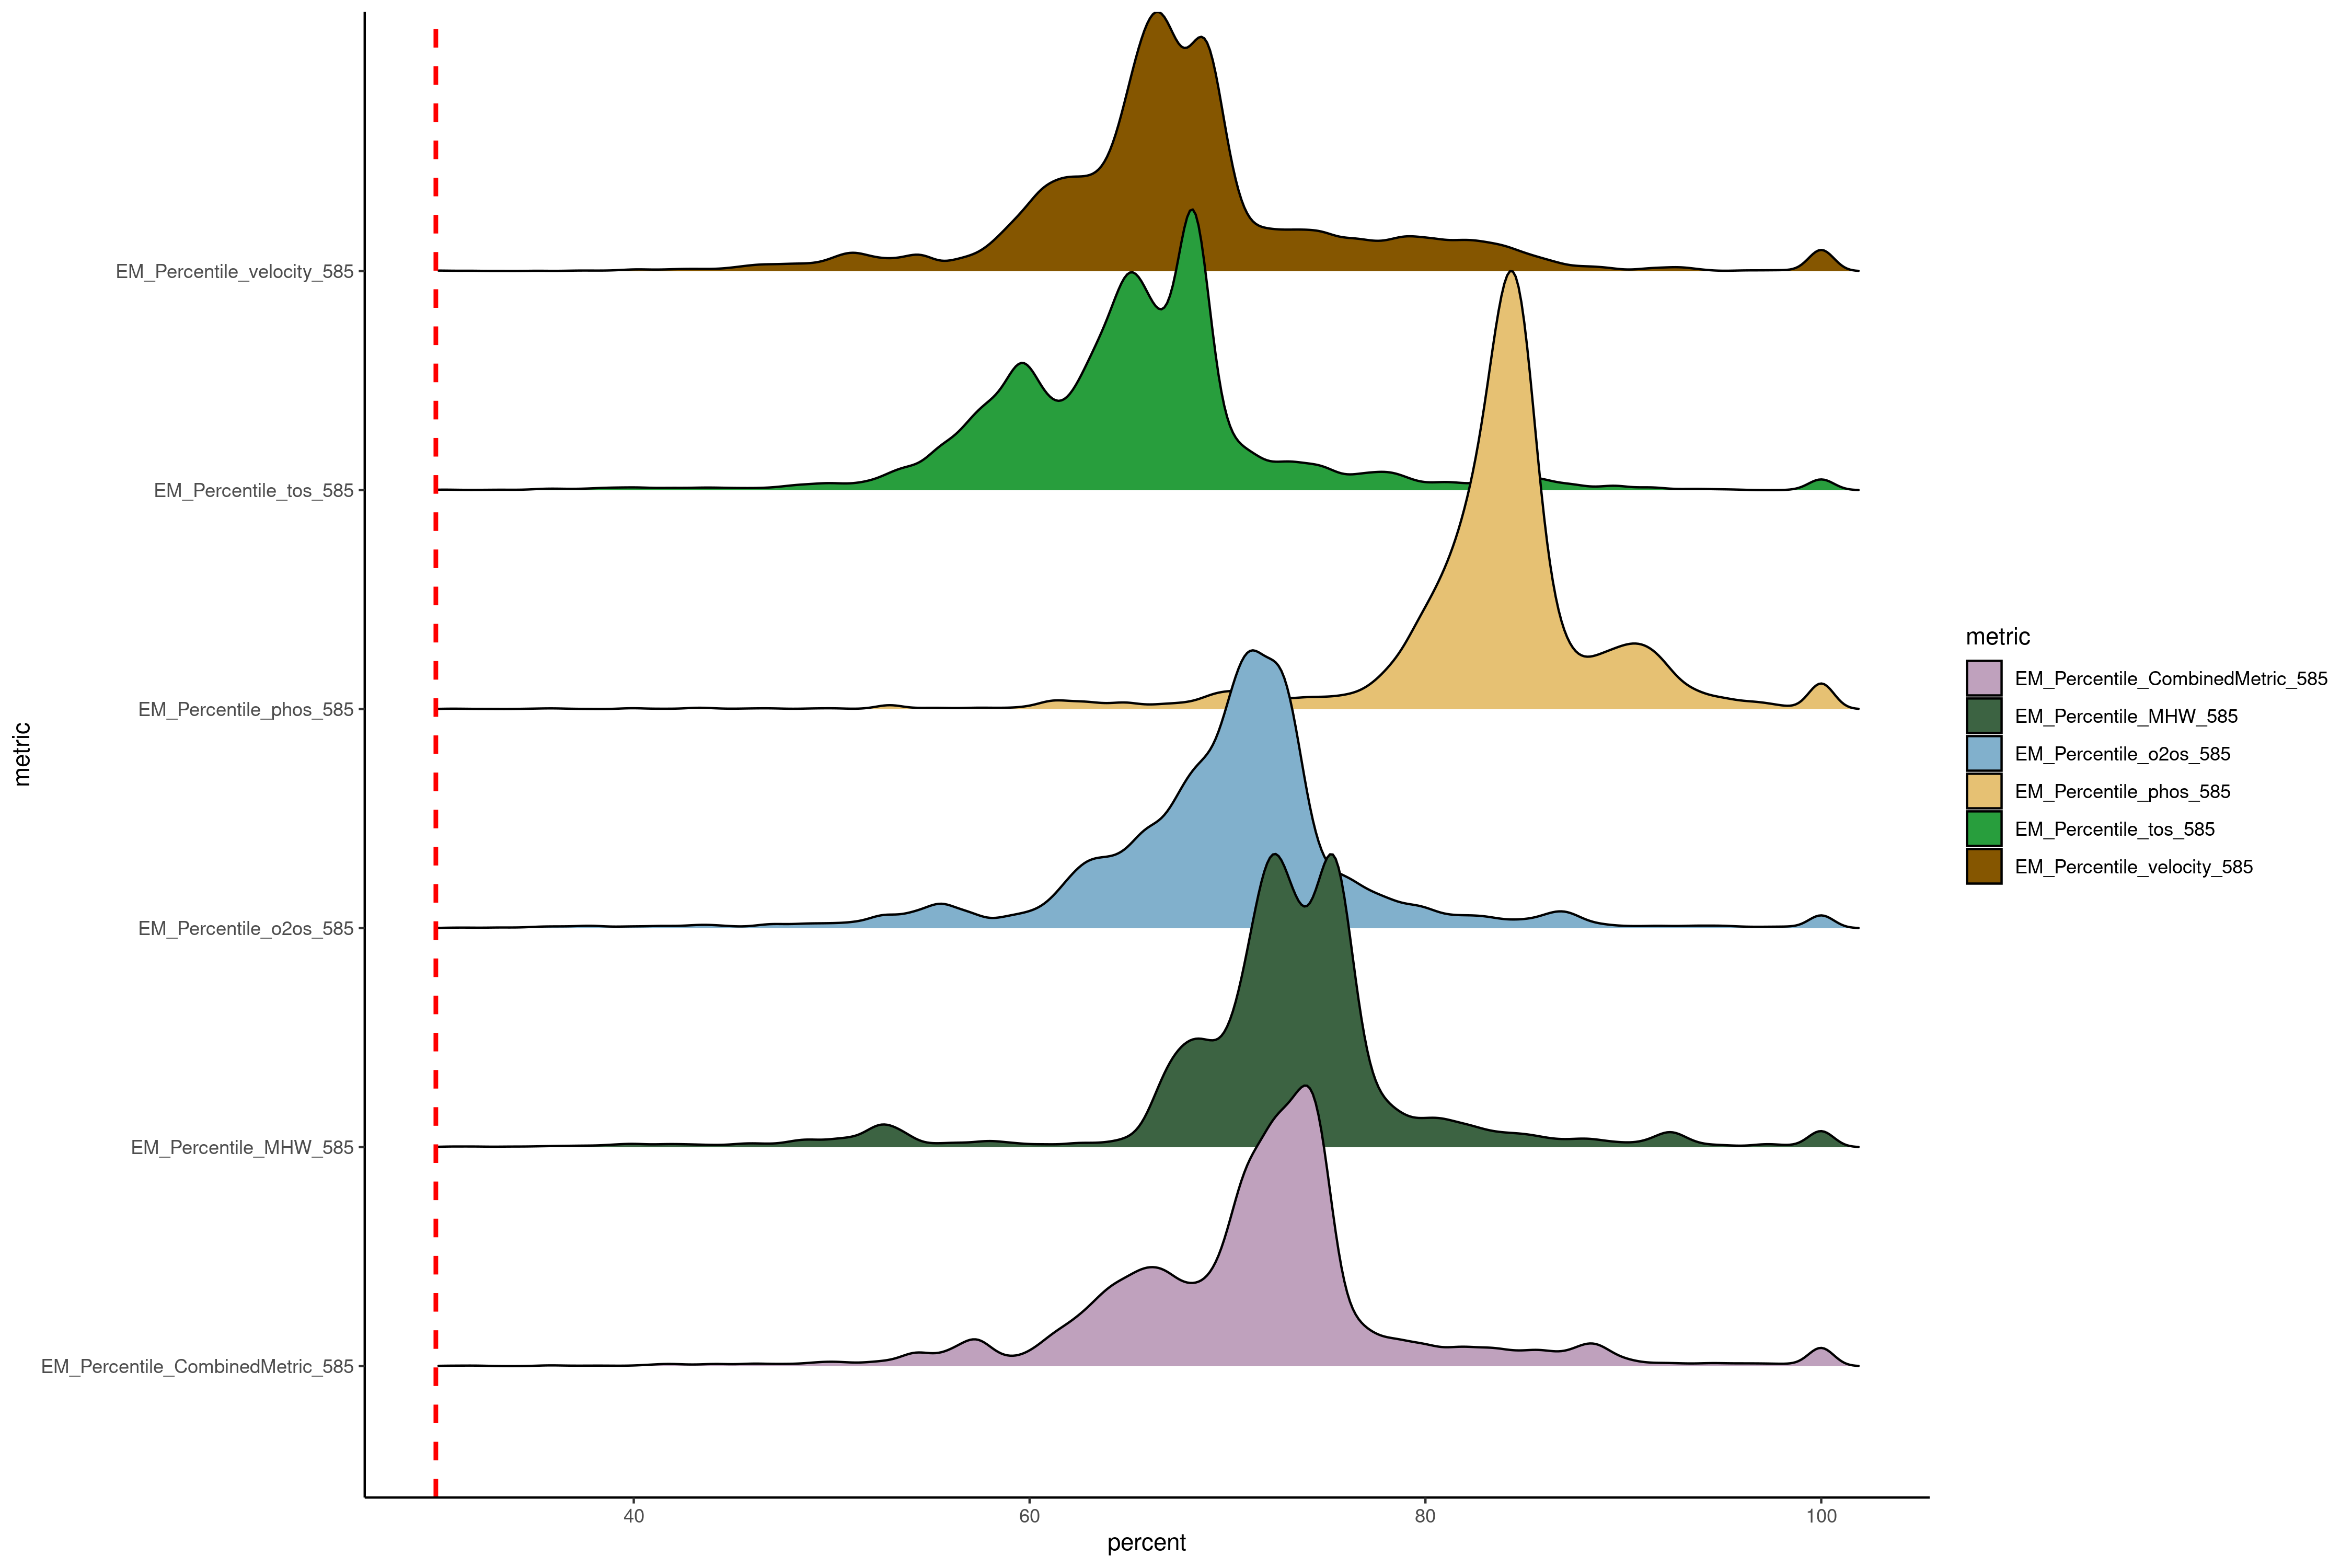 metric
EM_Percentile_velocity_585
EM_Percentile_tos_585
EM_Percentile_phos_585
EM_Percentile_o2os_585
EM_Percentile_MHW_585
EM_Percentile_CombinedMetric_585
40 60 80 100
percent
metric
EM_Percentile_CombinedMetric_585
EM_Percentile_MHW_585
EM_Percentile_o2os_585
EM_Percentile_phos_585
EM_Percentile_tos_585
EM_Percentile_velocity_585